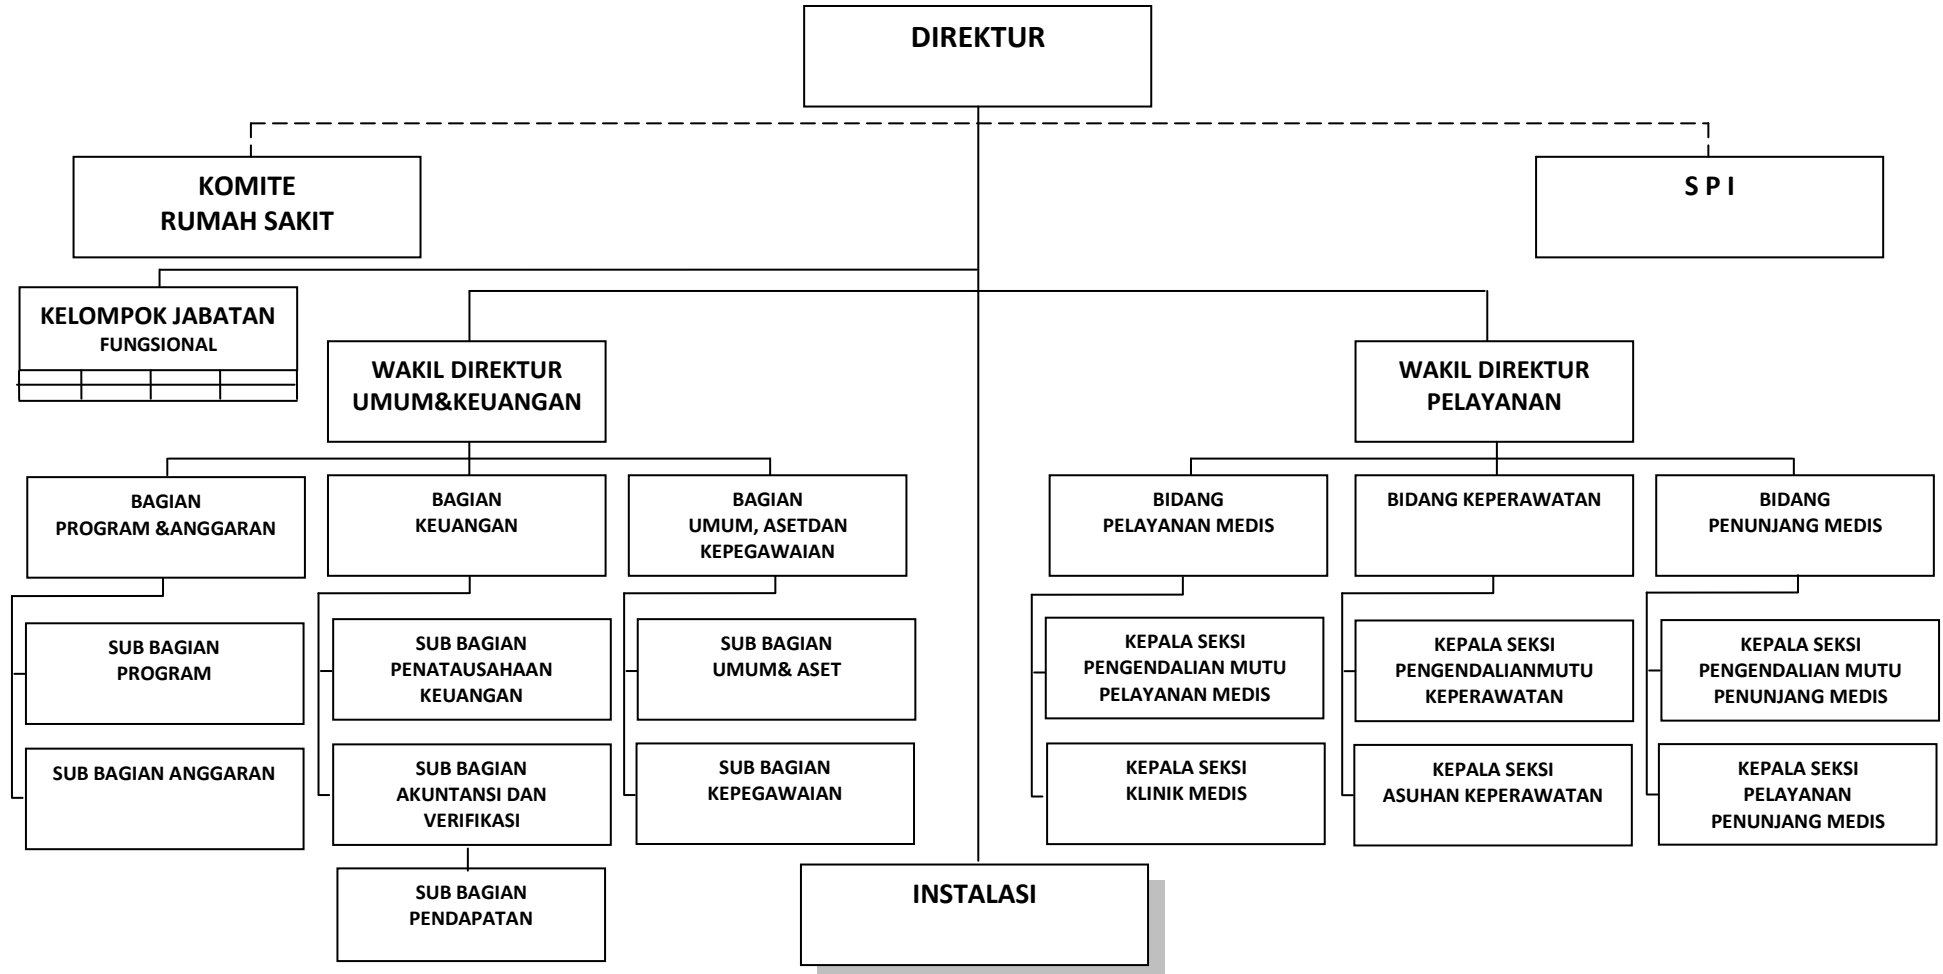 DIREKTUR
KOMITE
RUMAH SAKIT
S P I
KELOMPOK JABATAN
FUNGSIONAL
WAKIL DIREKTUR
UMUM&KEUANGAN
WAKIL DIREKTUR
PELAYANAN
BAGIAN
PROGRAM &ANGGARAN
BAGIAN
KEUANGAN
BAGIAN
UMUM, ASETDAN
KEPEGAWAIAN
BIDANG
PELAYANAN MEDIS
BIDANG KEPERAWATAN
BIDANG
PENUNJANG MEDIS
SUB BAGIAN
PROGRAM
SUB BAGIAN
PENATAUSAHAAN
KEUANGAN
SUB BAGIAN
UMUM& ASET
KEPALA SEKSI
PENGENDALIAN MUTU
PELAYANAN MEDIS
KEPALA SEKSI
PENGENDALIANMUTU
KEPERAWATAN
KEPALA SEKSI
PENGENDALIAN MUTU
PENUNJANG MEDIS
SUB BAGIAN ANGGARAN
SUB BAGIAN
AKUNTANSI DAN
VERIFIKASI
SUB BAGIAN
KEPEGAWAIAN
KEPALA SEKSI
KLINIK MEDIS
KEPALA SEKSI
ASUHAN KEPERAWATAN
KEPALA SEKSI
PELAYANAN
PENUNJANG MEDIS
SUB BAGIAN
PENDAPATAN
INSTALASI